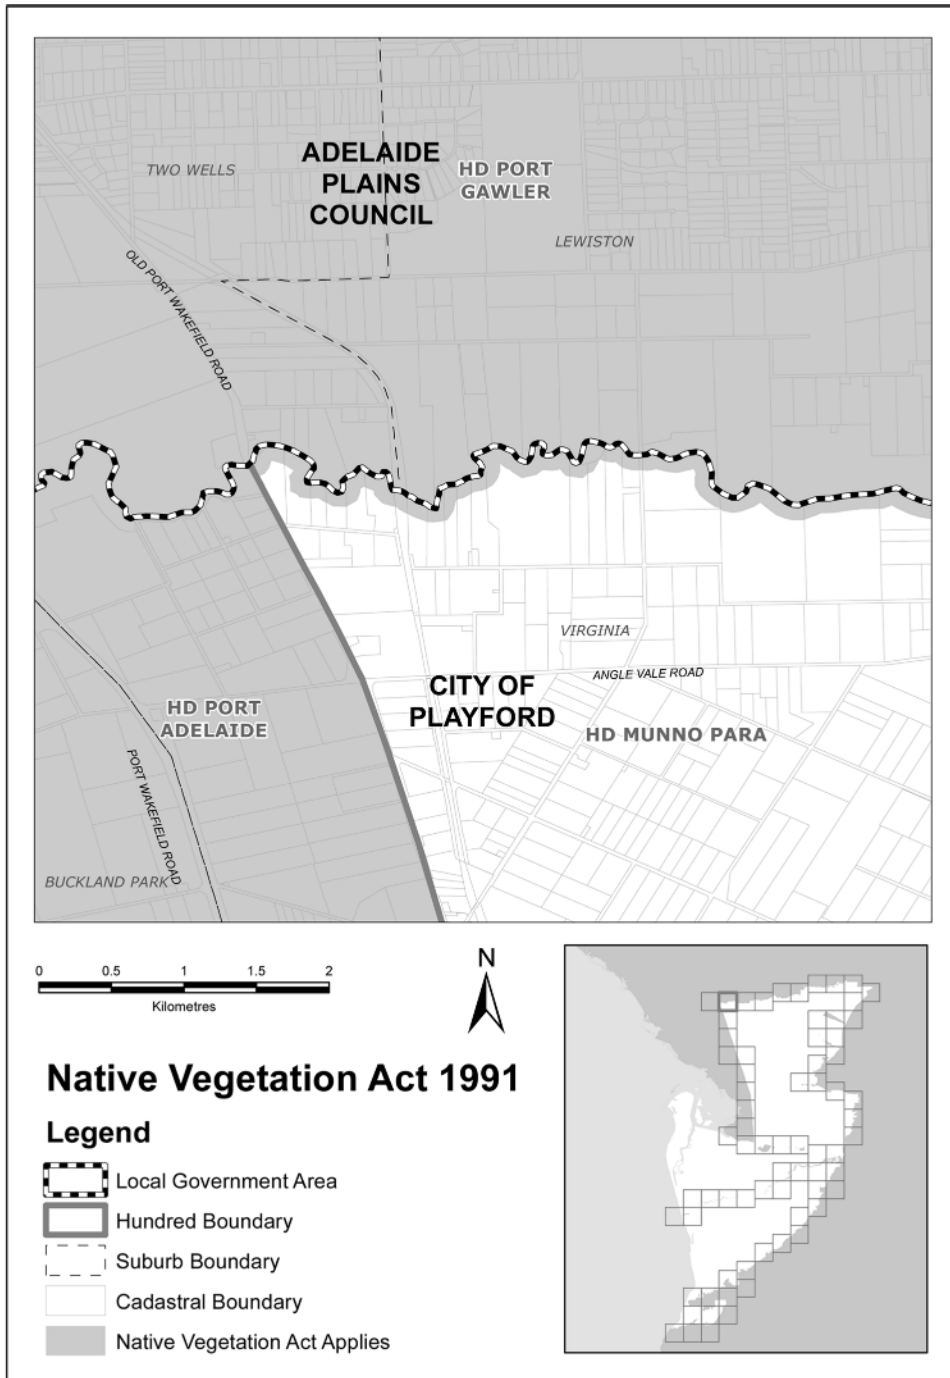 ADELAIDE
PLAINS
COUNCIL
HD PORT
GAWLER
TWO WELLS
LEWISTON
OLD PORT WAKEFIELD ROAD
VIRGINIA
ANGLE VALE ROAD
CITY OF
PLAYFORD
HD PORT
ADELAIDE
HD MUNNO PARA
PORT WAKEFIELD ROAD
BUCKLAND PARK
0 0.5 1 1.5 2
Kilometres
N
Native Vegetation Act 1991
Legend
Local Government Area
Hundred Boundary
Suburb Boundary
Cadastral Boundary
Native Vegetation Act Applies